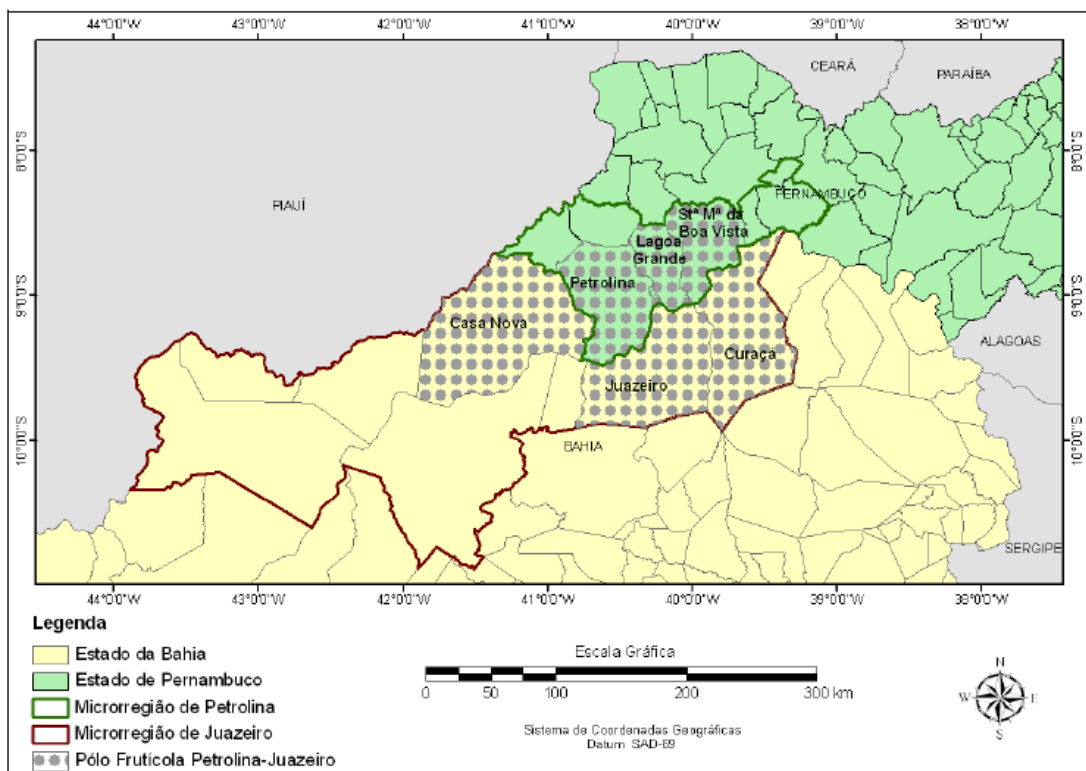 44°0'0"W 43°0'0"W 42°0'0"W 41°0'0"W 40°0'0"W 39°0'0"W 38°0'0"W
CEARÁ
PARAÍBA
8°0'0"S 8°0'0"S
PIAUÍ
PERNAMBUCO
Stª Mª da
Boa Vista
Lagoa
Grande
Petrolina
9°0'0"S 9°0'0"S
Casa Nova
ALAGOAS
Curaçá
Juazeiro
10°0'0"S 10°0'0"S
BAHIA
SERGIPE
44°0'0"W 43°0'0"W 42°0'0"W 41°0'0"W 40°0'0"W 39°0'0"W 38°0'0"W
Legenda
Estado da Bahia
Estado de Pernambuco
Microrregião de Petrolina
Microrregião de Juazeiro
Pólo Frutícola Petrolina-Juazeiro
Escala Gráfica
0 50 100 200 300 km
Sistema de Coordenadas Geográficas
Datum SAD-69
N
W E
S